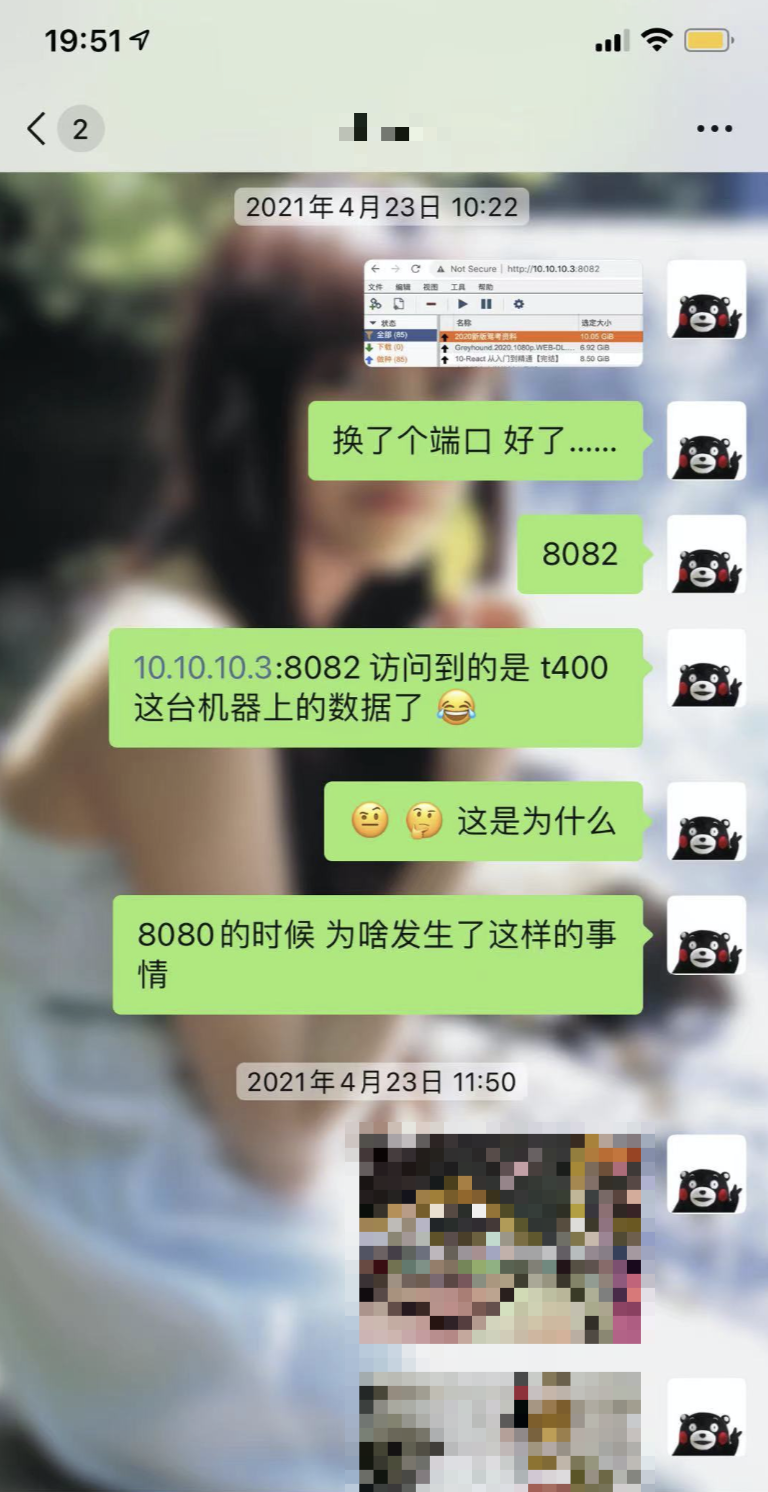 19:51
2
2021年4月23日 10:22
Not Secure | http://10.10.10.3:8082
文件 编辑 视图 工具 帮助
状态 名称 选定大小
全部 (85) 2020新版驾考资料 10.05 GiB
下载 (0) Greyhound.2020.1080p.WEB-DL.... 6.92 GiB
做种 (85) 10-React 从入门到精通【完结】 8.50 GiB
换了个端口 好了......
8082
10.10.10.3:8082 访问到的是 t400
这台机器上的数据了 😂
🤨 🤔 这是为什么
8080的时候 为啥发生了这样的事
情
2021年4月23日 11:50